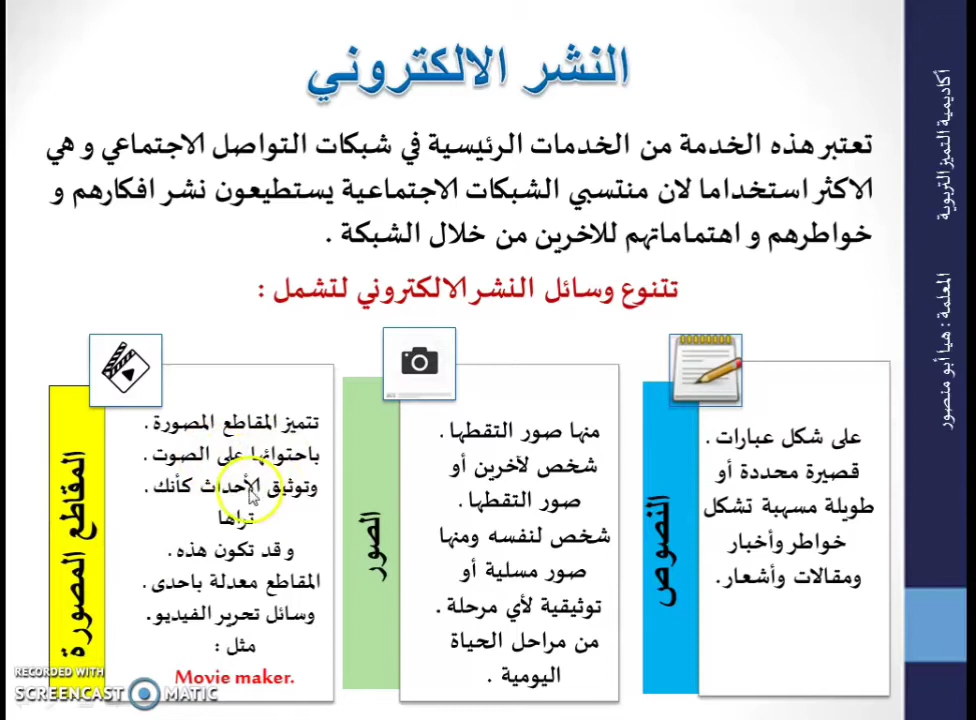 النشر الالكتروني
تعتبر هذه الخدمة من الخدمات الرئيسية في شبكات التواصل الاجتماعي و هي
الاكثر استخداما لان منتسبي الشبكات الاجتماعية يستطيعون نشر افكارهم و
خواطرهم و اهتماماتهم للاخرين من خلال الشبكة .
تتنوع وسائل النشر الالكتروني لتشمل :
النصوص
على شكل عبارات .
قصيرة محددة أو
طويلة مسهبة تشكل
خواطر وأخبار
ومقالات وأشعار.
الصور
منها صور التقطها .
شخص لآخرين أو
صور التقطها .
شخص لنفسه ومنها
صور مسلية أو
توثيقية لأي مرحلة .
من مراحل الحياة
اليومية .
المقاطع المصورة
تتميز المقاطع المصورة .
باحتوائها على الصوت .
وتوثيق الأحداث كأنك .
تراها
و قد تكون هذه .
المقاطع معدلة باحدى .
وسائل تحرير الفيديو .
مثل :
Movie maker.
أكاديمية التميز التربوية
المعلمة : هيا أبو منصور
RECORDED WITH
SCREENCAST MATIC